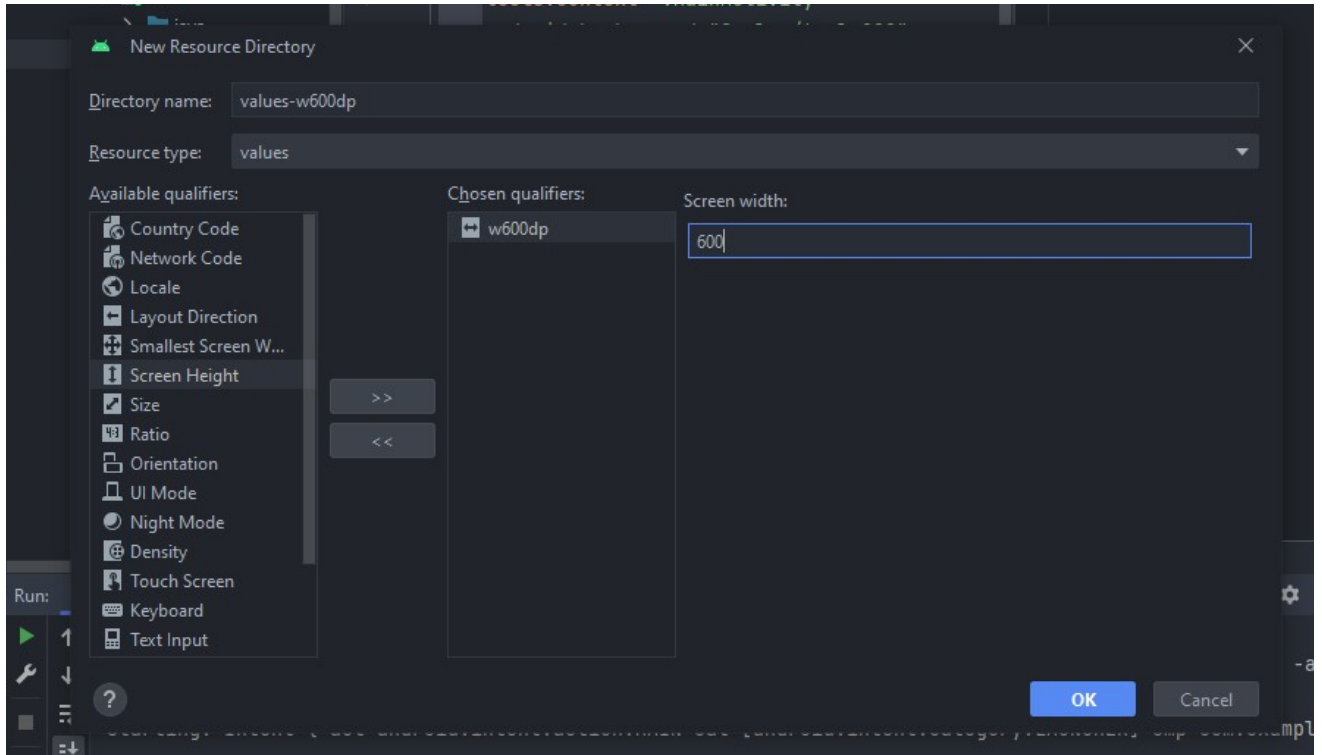 New Resource Directory
Directory name: values-w600dp
Resource type: values
Available qualifiers:
Chosen qualifiers:
Screen width:
Country Code
Network Code
Locale
Layout Direction
Smallest Screen W...
Screen Height
Size
Ratio
Orientation
UI Mode
Night Mode
Density
Touch Screen
Keyboard
Text Input
>>
<<
w600dp
600
Run:
?
OK
Cancel